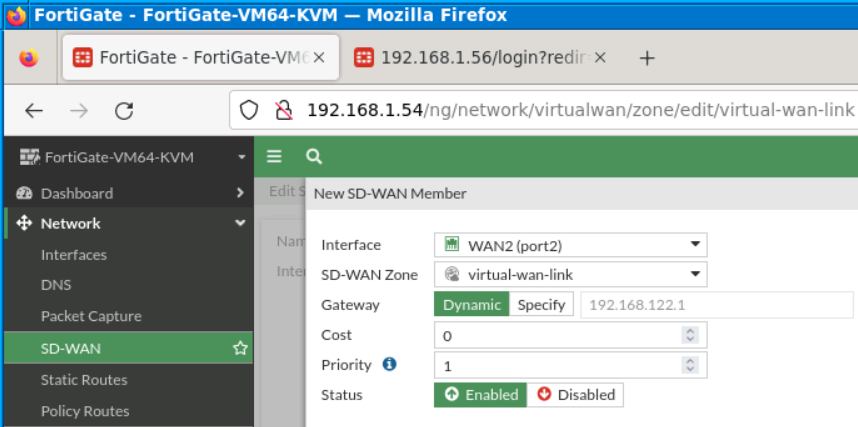 FortiGate - FortiGate-VM64-KVM — Mozilla Firefox
FortiGate - FortiGate-VM6 ×
192.168.1.56/login?redir × +
192.168.1.54/ng/network/virtualwan/zone/edit/virtual-wan-link
FortiGate-VM64-KVM
Dashboard
Network
Interfaces
DNS
Packet Capture
SD-WAN
Static Routes
Policy Routes
Edit S
Nam
Inte
New SD-WAN Member
Interface WAN2 (port2)
SD-WAN Zone virtual-wan-link
Gateway Dynamic Specify 192.168.122.1
Cost 0
Priority 1
Status Enabled Disabled